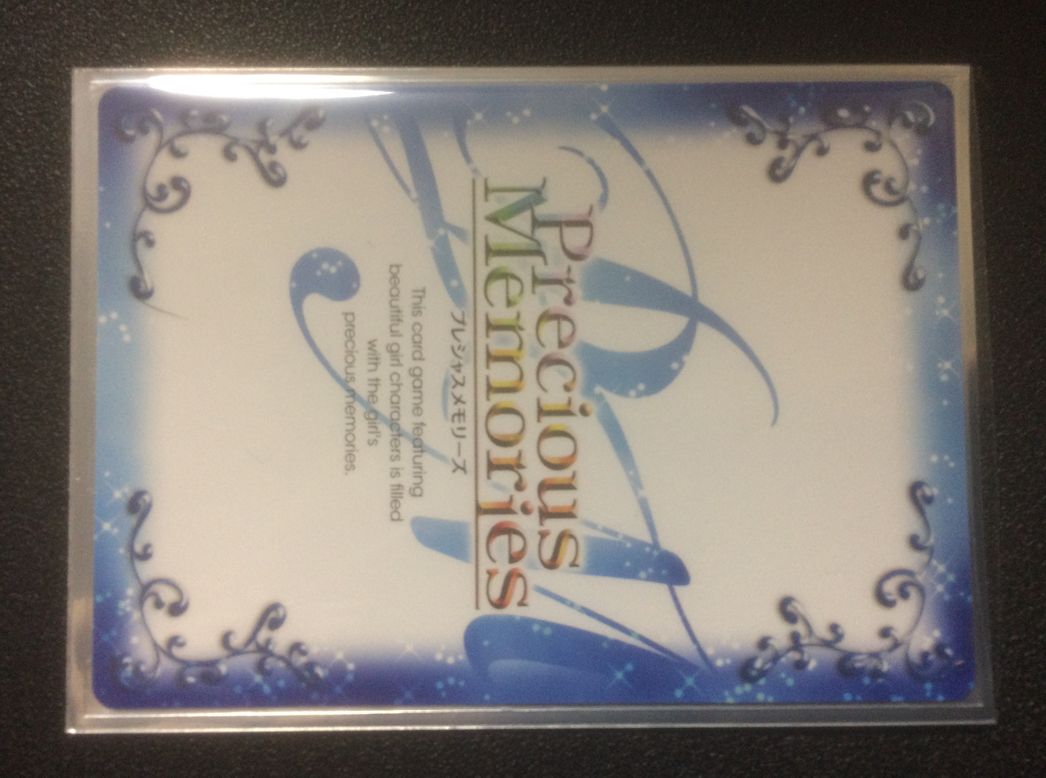 Precious
Memories
プレシャスメモリーズ
This card game featuring
beautiful girl characters is filled
with the girl's
precious memories.